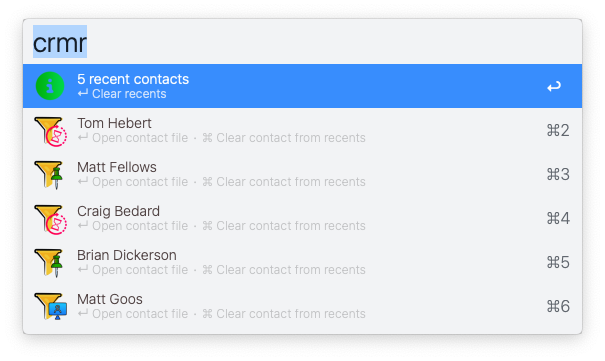 crmr
5 recent contacts
↵ Clear recents
↩
Tom Hebert
↵ Open contact file · ⌘ Clear contact from recents
⌘2
Matt Fellows
↵ Open contact file · ⌘ Clear contact from recents
⌘3
Craig Bedard
↵ Open contact file · ⌘ Clear contact from recents
⌘4
Brian Dickerson
↵ Open contact file · ⌘ Clear contact from recents
⌘5
Matt Goos
↵ Open contact file · ⌘ Clear contact from recents
⌘6